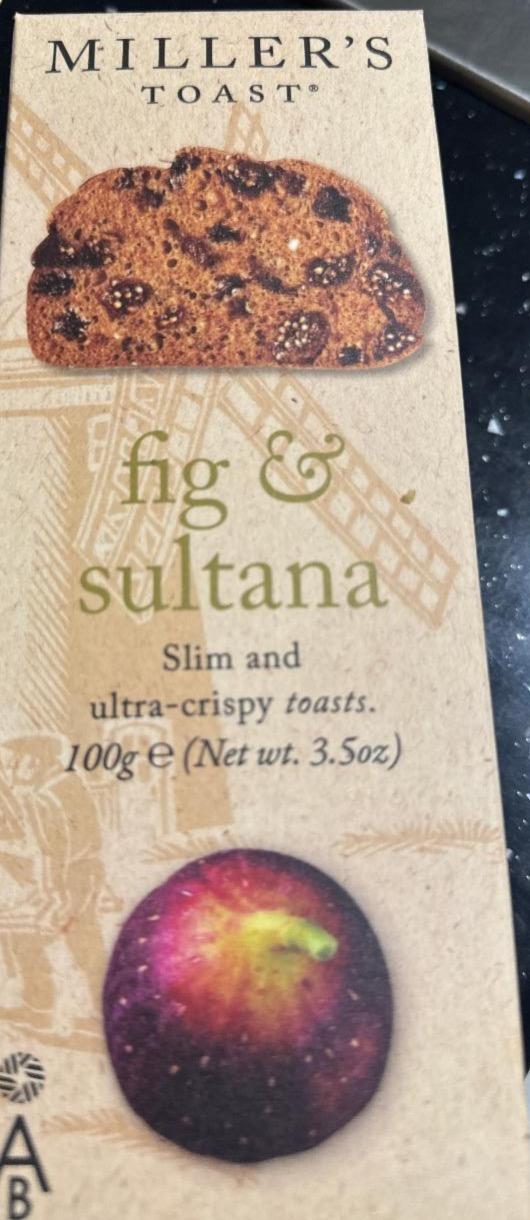 MILLER'S
TOAST®
fig &
sultana
Slim and
ultra-crispy toasts.
100g ℮ (Net wt. 3.5oz)
A
B